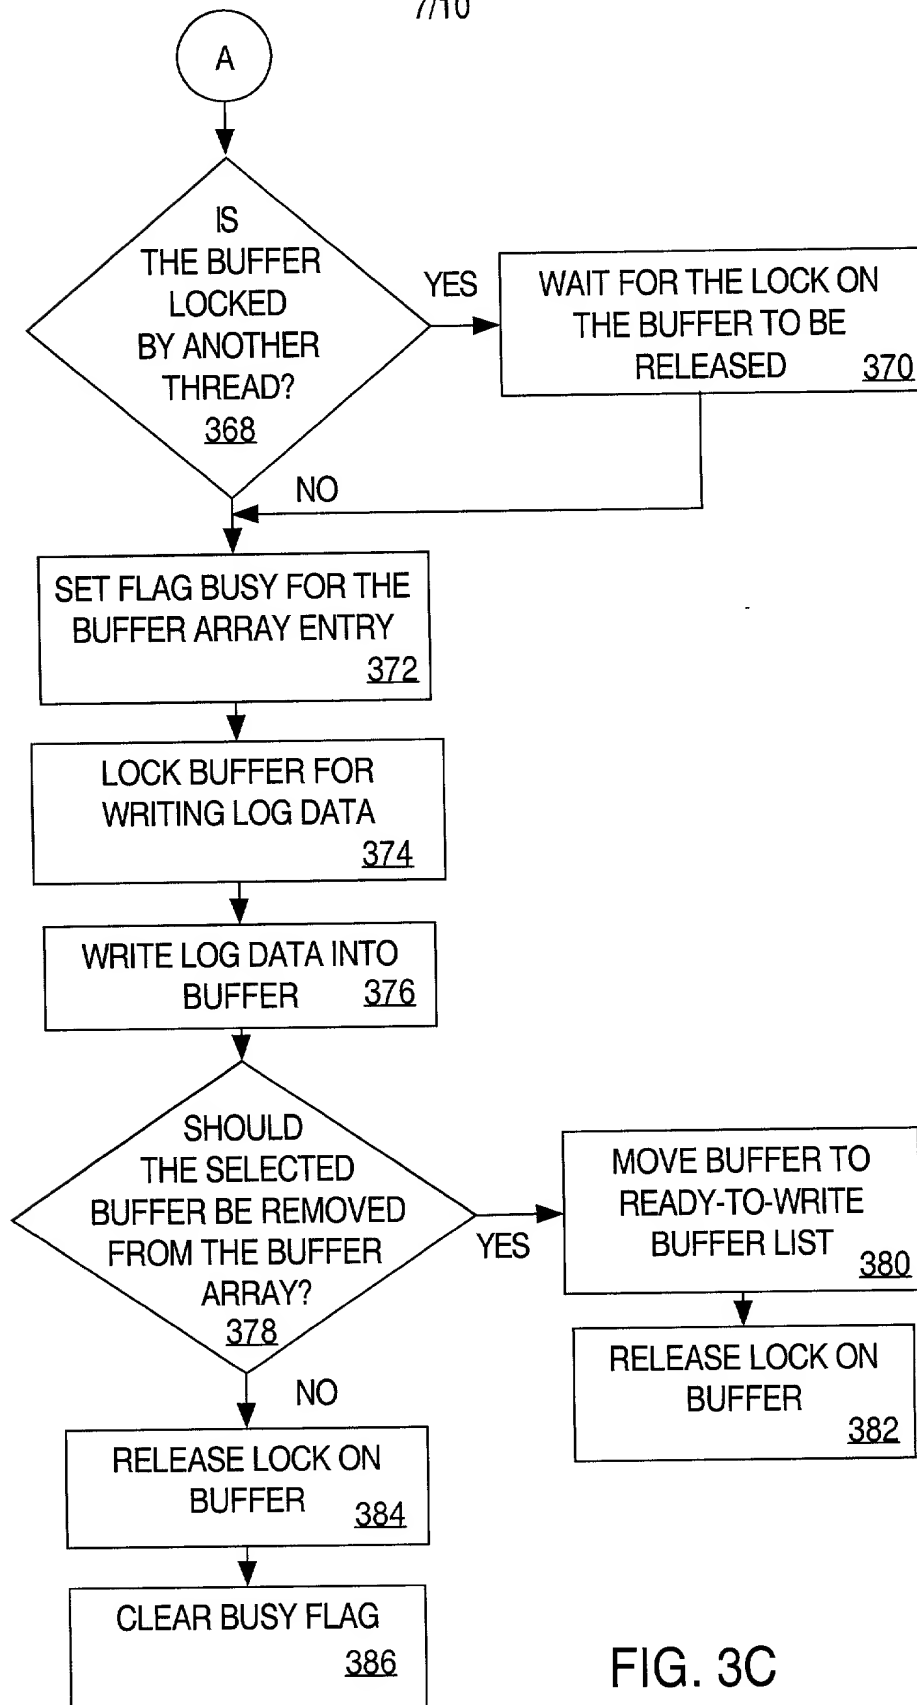 7/10
A
IS
THE BUFFER
LOCKED
BY ANOTHER
THREAD?
368
YES
WAIT FOR THE LOCK ON
THE BUFFER TO BE
RELEASED 370
NO
SET FLAG BUSY FOR THE
BUFFER ARRAY ENTRY
372
LOCK BUFFER FOR
WRITING LOG DATA
374
WRITE LOG DATA INTO
BUFFER 376
SHOULD
THE SELECTED
BUFFER BE REMOVED
FROM THE BUFFER
ARRAY?
378
YES
MOVE BUFFER TO
READY-TO-WRITE
BUFFER LIST
380
RELEASE LOCK ON
BUFFER
382
NO
RELEASE LOCK ON
BUFFER
384
CLEAR BUSY FLAG
386
FIG. 3C